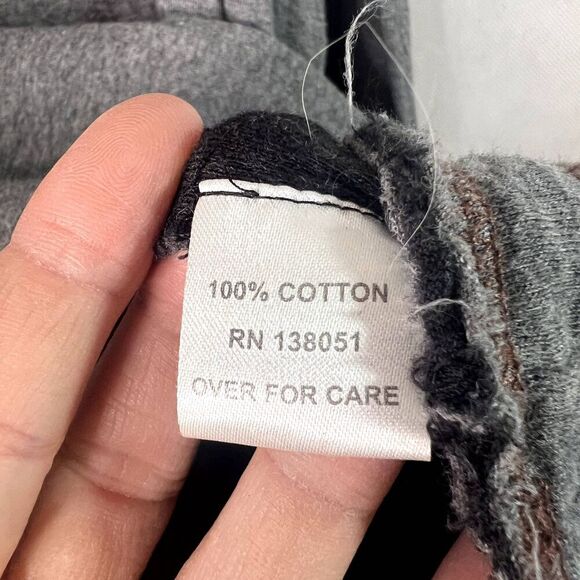 100% COTTON
RN 138051
OVER FOR CARE